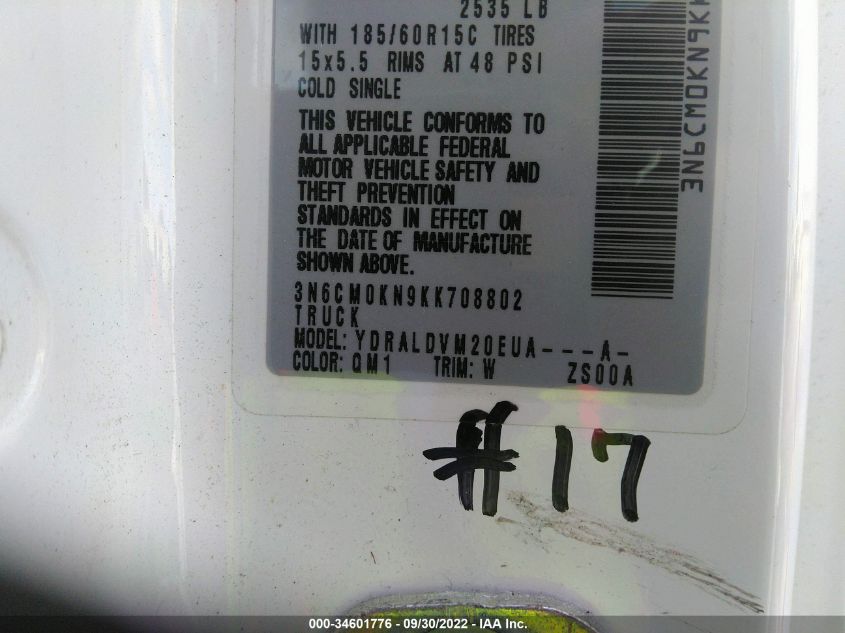 2535 LB
WITH 185/60R15C TIRES
15x5.5 RIMS AT 48 PSI
COLD SINGLE
THIS VEHICLE CONFORMS TO
ALL APPLICABLE FEDERAL
MOTOR VEHICLE SAFETY AND
THEFT PREVENTION
STANDARDS IN EFFECT ON
THE DATE OF MANUFACTURE
SHOWN ABOVE.
3N6CM0KN9KK708802
TRUCK
MODEL: YDRALDVM20EUA---A-
COLOR: QM1 TRIM: W ZS00A
3N6CM0KN9K
#17
000-34601776 - 09/30/2022 - IAA Inc.